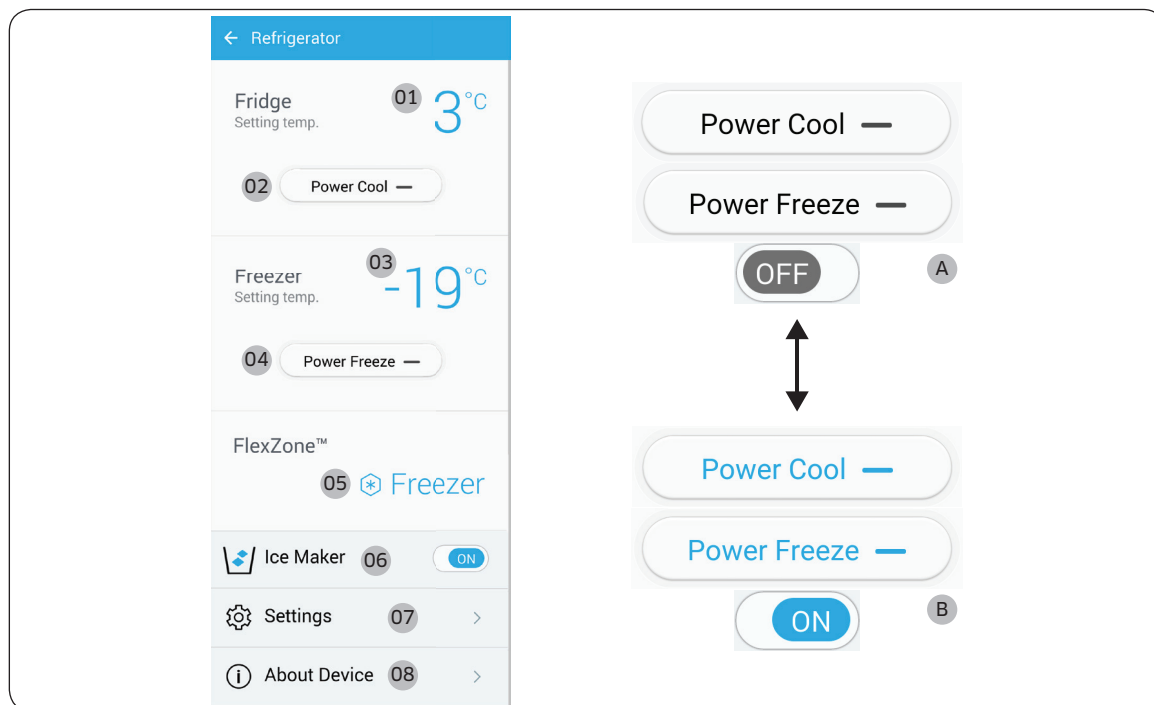 Refrigerator
Fridge
Setting temp.
01 3°C
02 Power Cool
Freezer
Setting temp.
03 -19°C
04 Power Freeze
FlexZone™
05 Freezer
Ice Maker 06 ON
Settings 07
About Device 08
Power Cool
Power Freeze
OFF
A
Power Cool
Power Freeze
ON
B